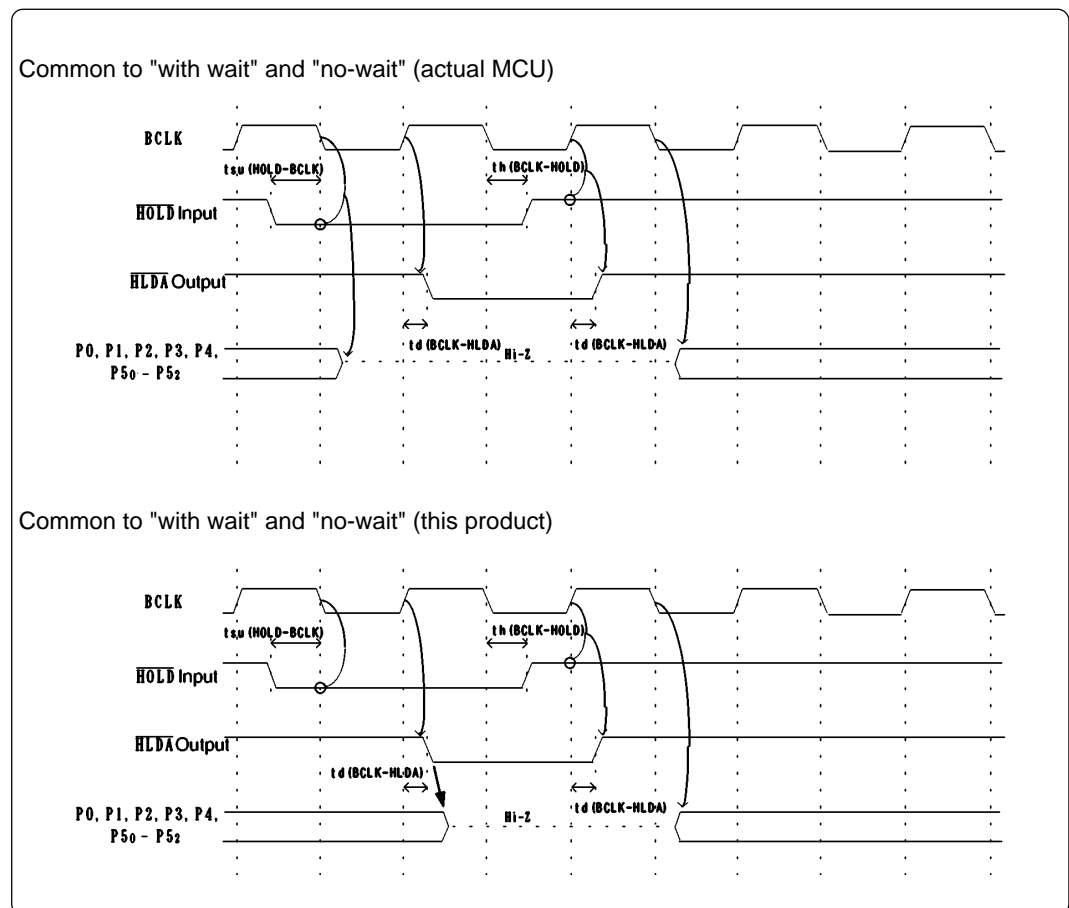 Common to "with wait" and "no-wait" (actual MCU)
BCLK
tsu (HOLD-BCLK)
th (BCLK-HOLD)
HOLD Input
HLDA Output
td (BCLK-HLDA)
Hi-Z
td (BCLK-HLDA)
P0, P1, P2, P3, P4,
P50 - P52
Common to "with wait" and "no-wait" (this product)
BCLK
tsu (HOLD-BCLK)
th (BCLK-HOLD)
HOLD Input
HLDA Output
td (BCLK-HLDA)
td (BCLK-HLDA)
P0, P1, P2, P3, P4,
P50 - P52
Hi-Z